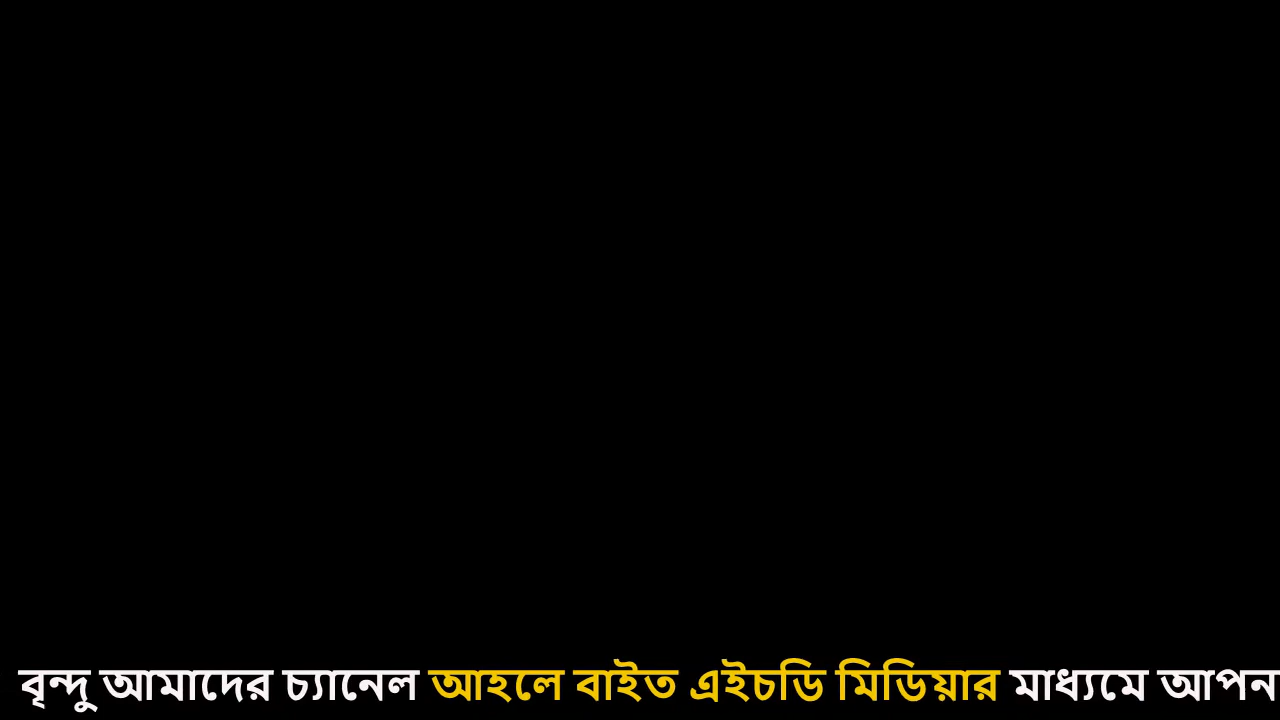 বৃন্দু আমাদের চ্যানেল আহলে বাইত এইচডি মিডিয়ার মাধ্যমে আপন